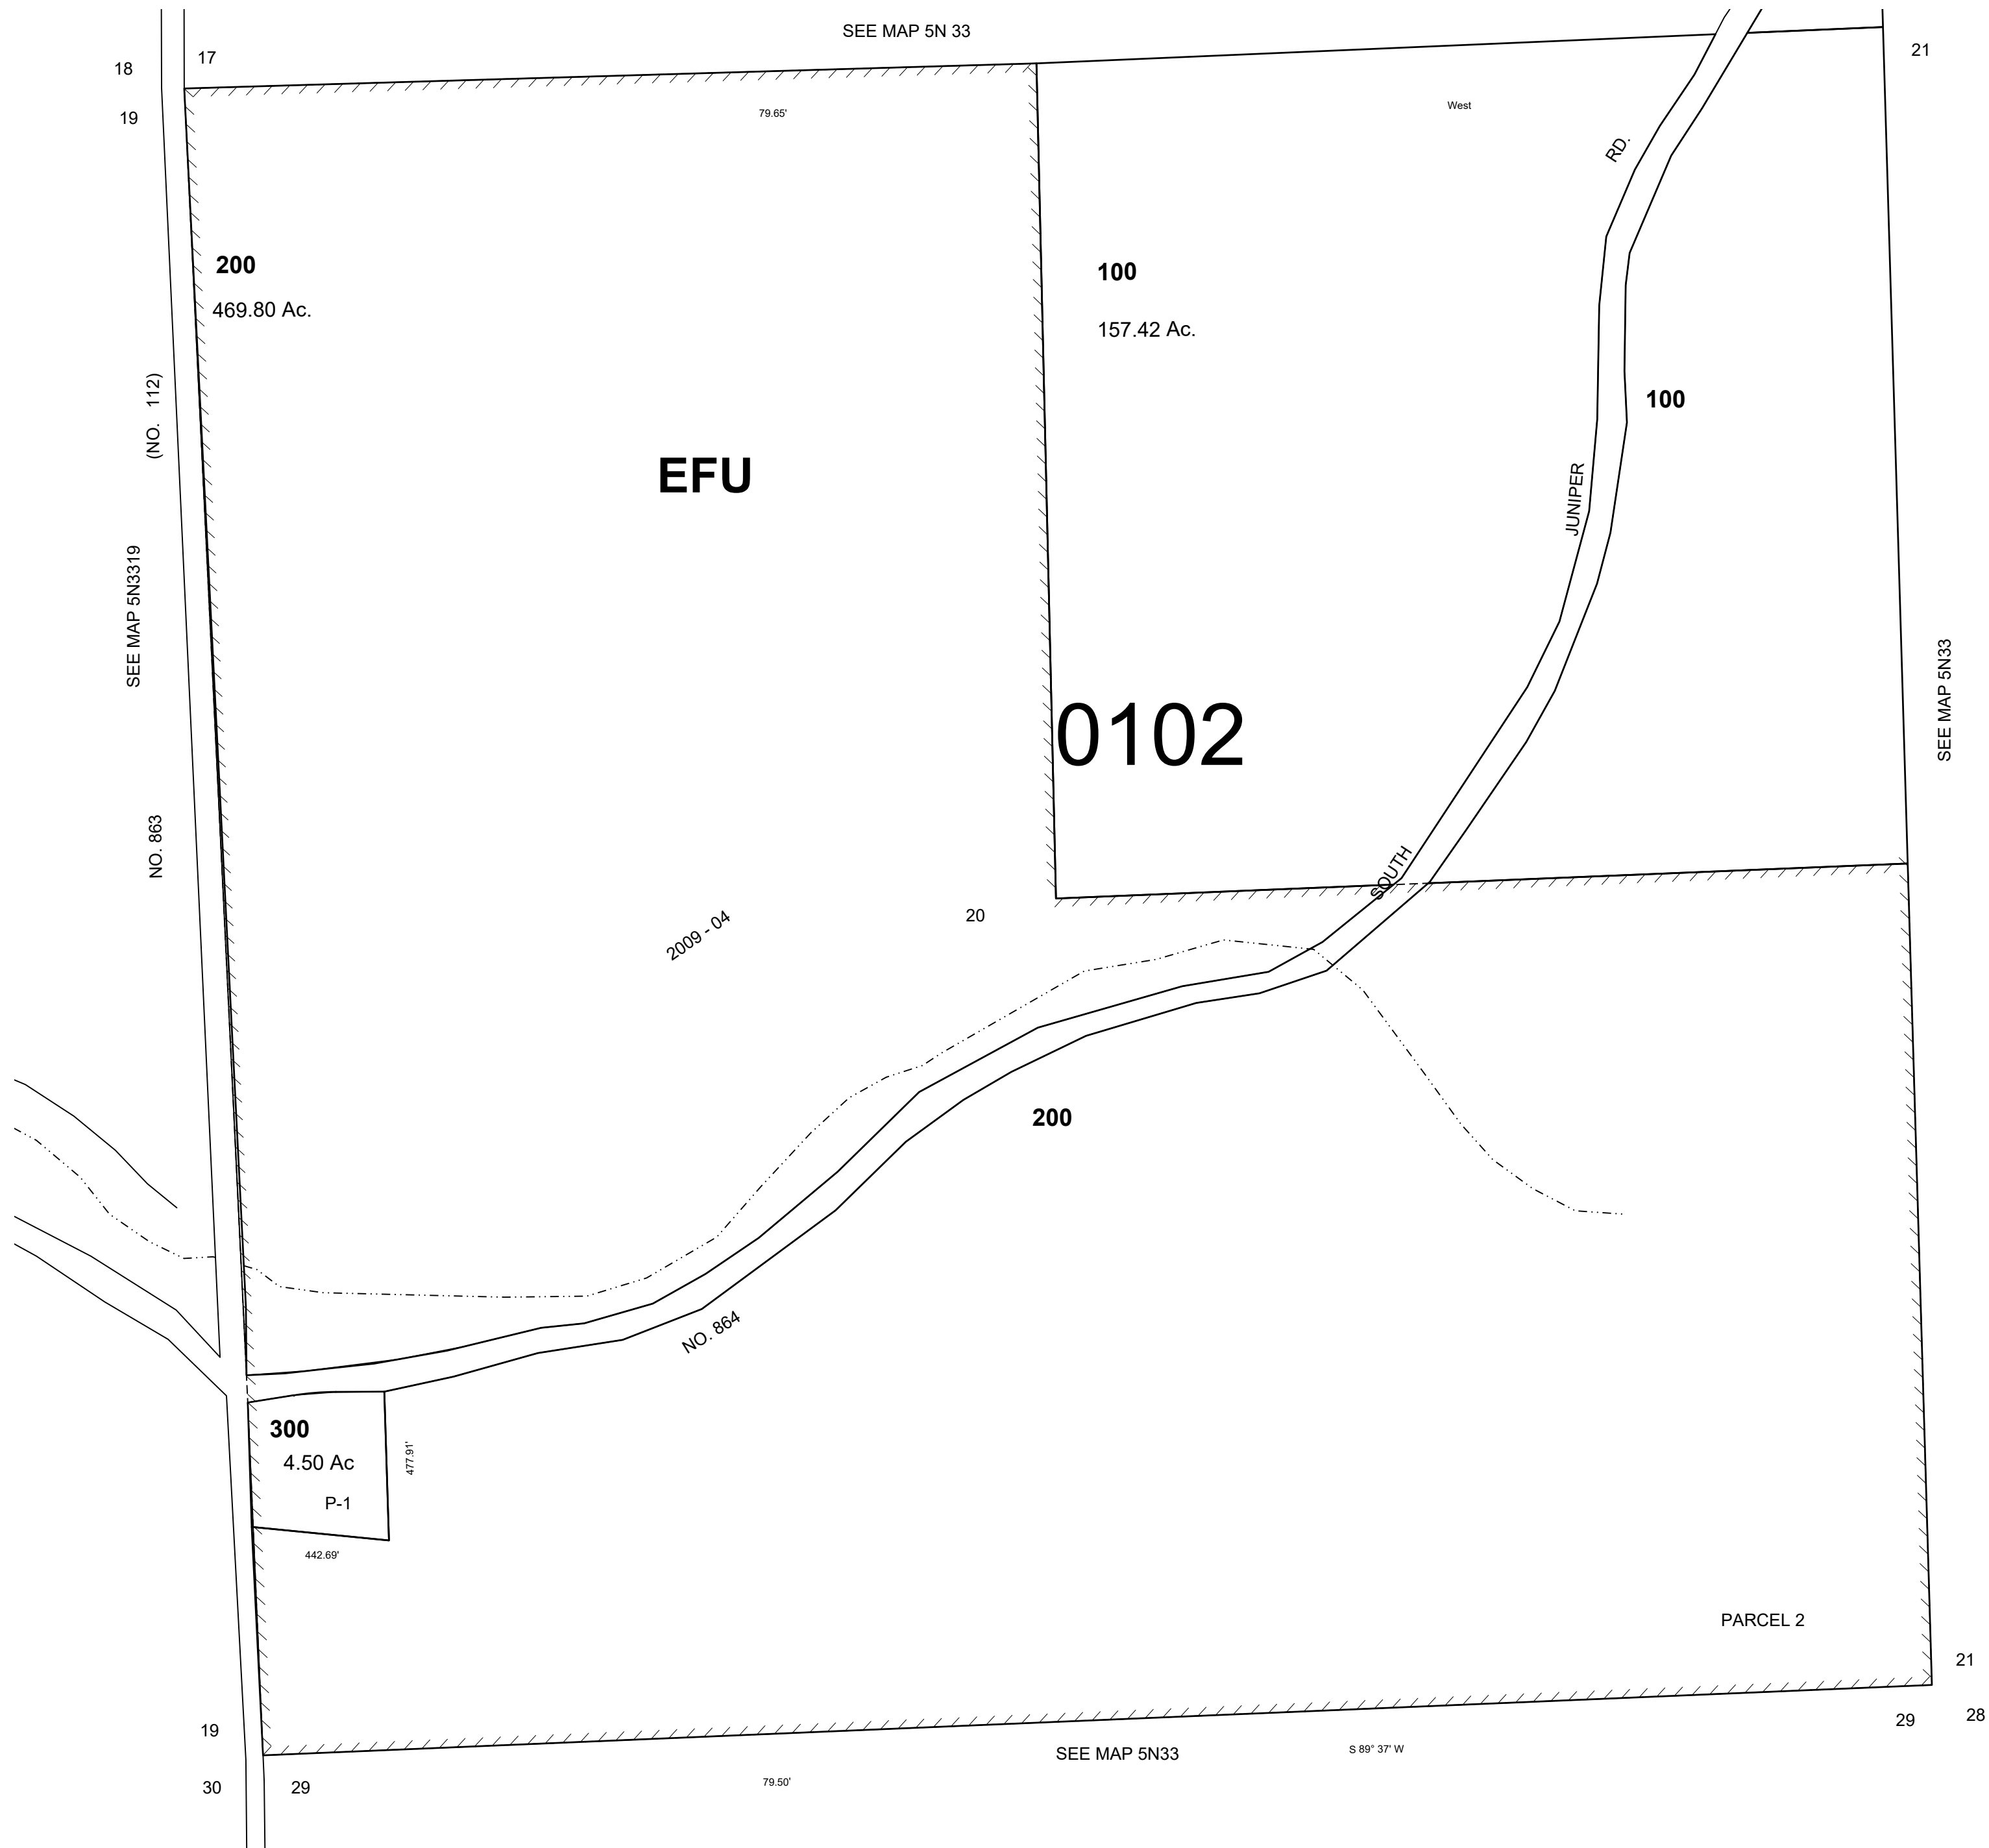 SEE MAP 5N 33
18
17
21
19
79.65'
West
RD.
200
469.80 Ac.
100
157.42 Ac.
(NO. 112)
100
EFU
JUNIPER
SEE MAP 5N3319
SEE MAP 5N33
0102
NO. 863
SOUTH
20
2009 - 04
200
NO. 864
300
4.50 Ac
P-1
477.91'
442.69'
PARCEL 2
21
19
29
28
SEE MAP 5N33
S 89° 37' W
30
29
79.50'